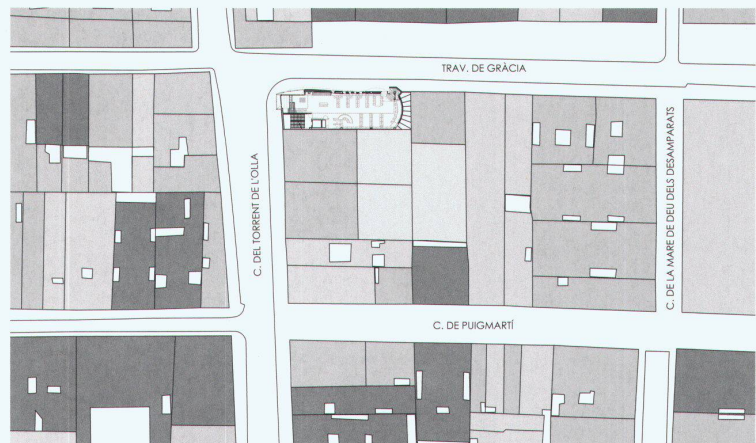 TRAV. DE GRÀCIA
C. DEL TORRENT DE L'OLLA
C. DE LA MARE DE DEU DELS DESAMPARATS
C. DE PUIGMARTÍ